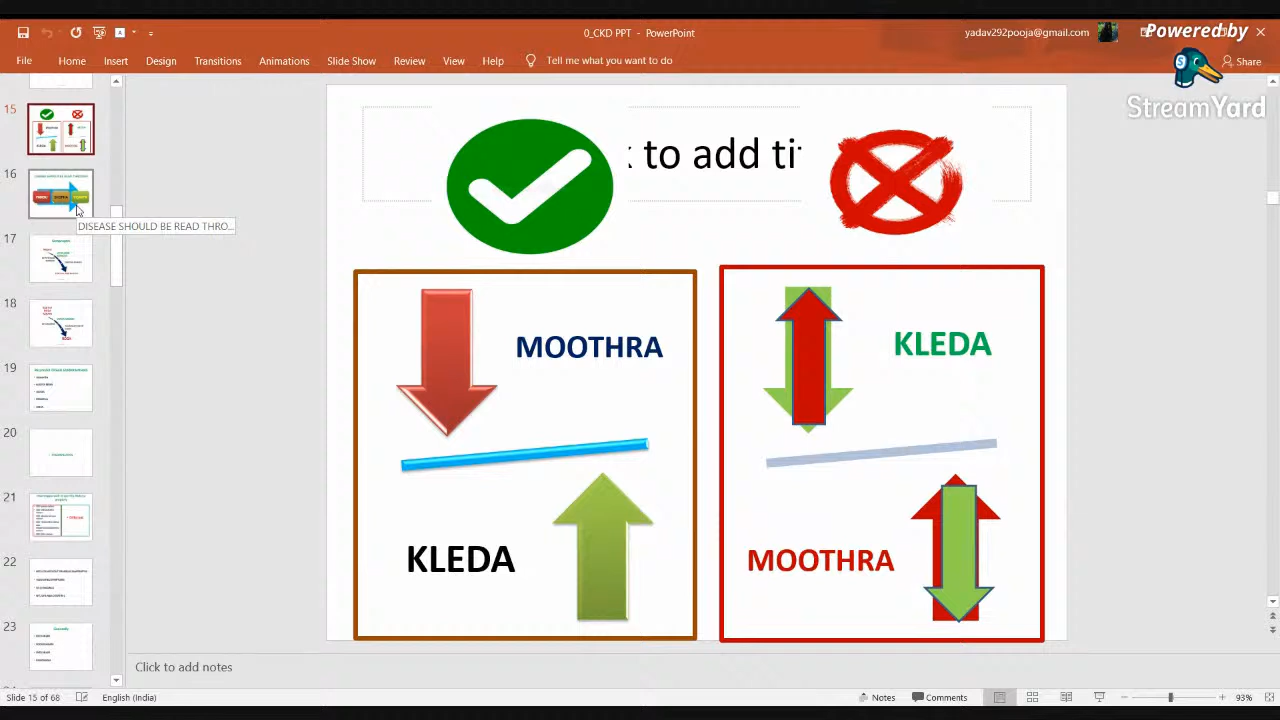 0_CKD PPT - PowerPoint
yadav292pooja@gmail.com
Powered by
File Home Insert Design Transitions Animations Slide Show Review View Help Tell me what you want to do
Share
StreamYard
15
16
DISEASE SHOULD BE READ THRO...
17
18
19
20
21
22
23
k to add tit
MOOTHRA
KLEDA
KLEDA
MOOTHRA
Click to add notes
Slide 15 of 68 English (India) Notes Comments 93%